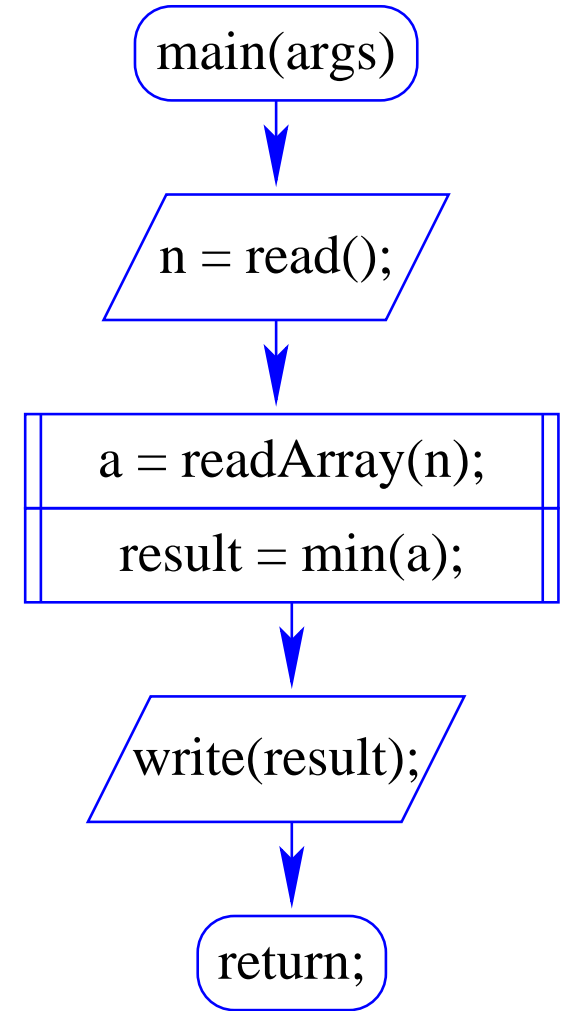 main(args)
n = read();
a = readArray(n);
result = min(a);
write(result);
return;